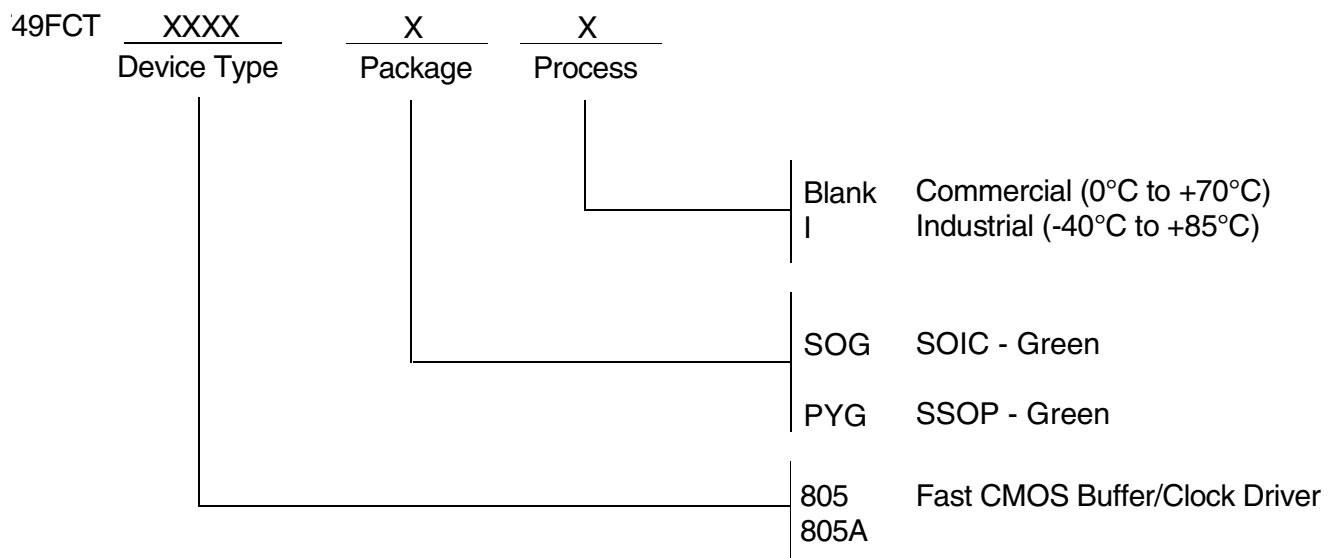 49FCT XXXX X X
Device Type Package Process
Blank Commercial (0°C to +70°C)
I Industrial (-40°C to +85°C)
SOG SOIC - Green
PYG SSOP - Green
805 Fast CMOS Buffer/Clock Driver
805A